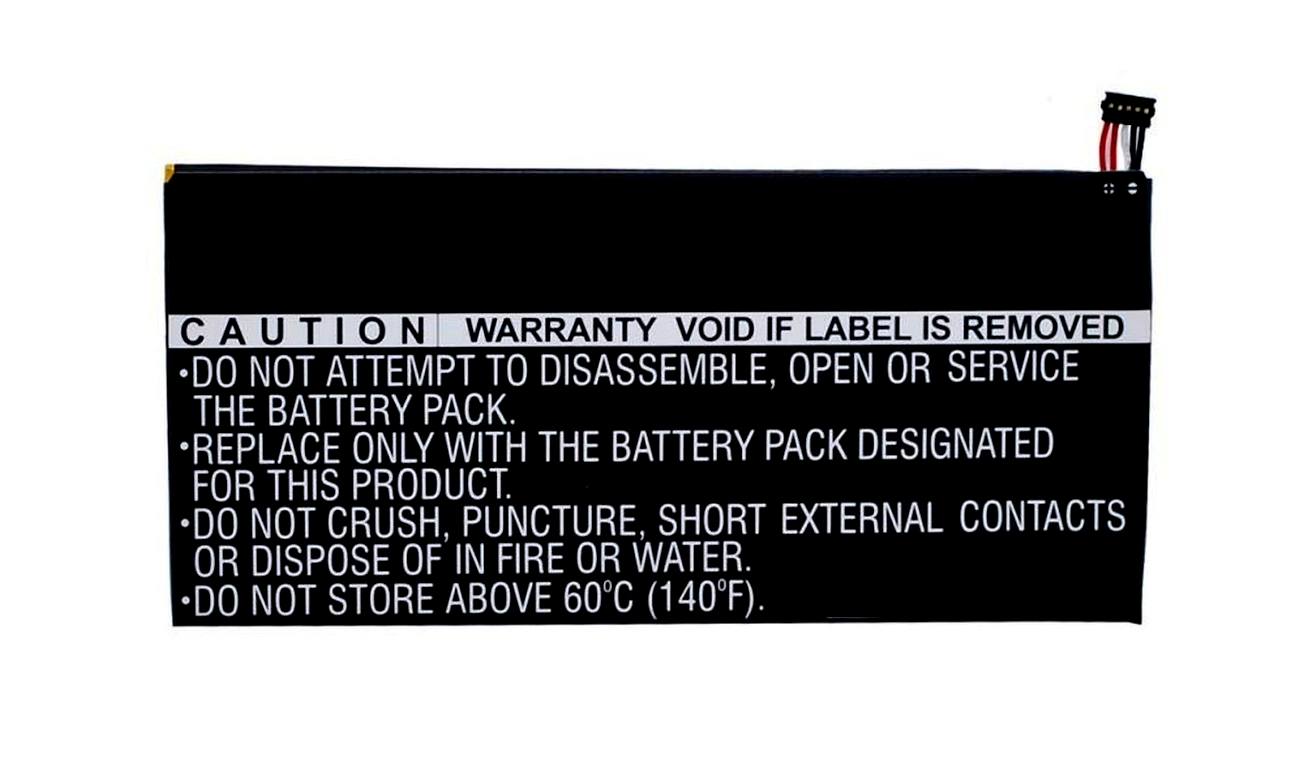 CAUTION WARRANTY VOID IF LABEL IS REMOVED
•DO NOT ATTEMPT TO DISASSEMBLE, OPEN OR SERVICE
THE BATTERY PACK.
•REPLACE ONLY WITH THE BATTERY PACK DESIGNATED
FOR THIS PRODUCT.
•DO NOT CRUSH, PUNCTURE, SHORT EXTERNAL CONTACTS
OR DISPOSE OF IN FIRE OR WATER.
•DO NOT STORE ABOVE 60°C (140°F).